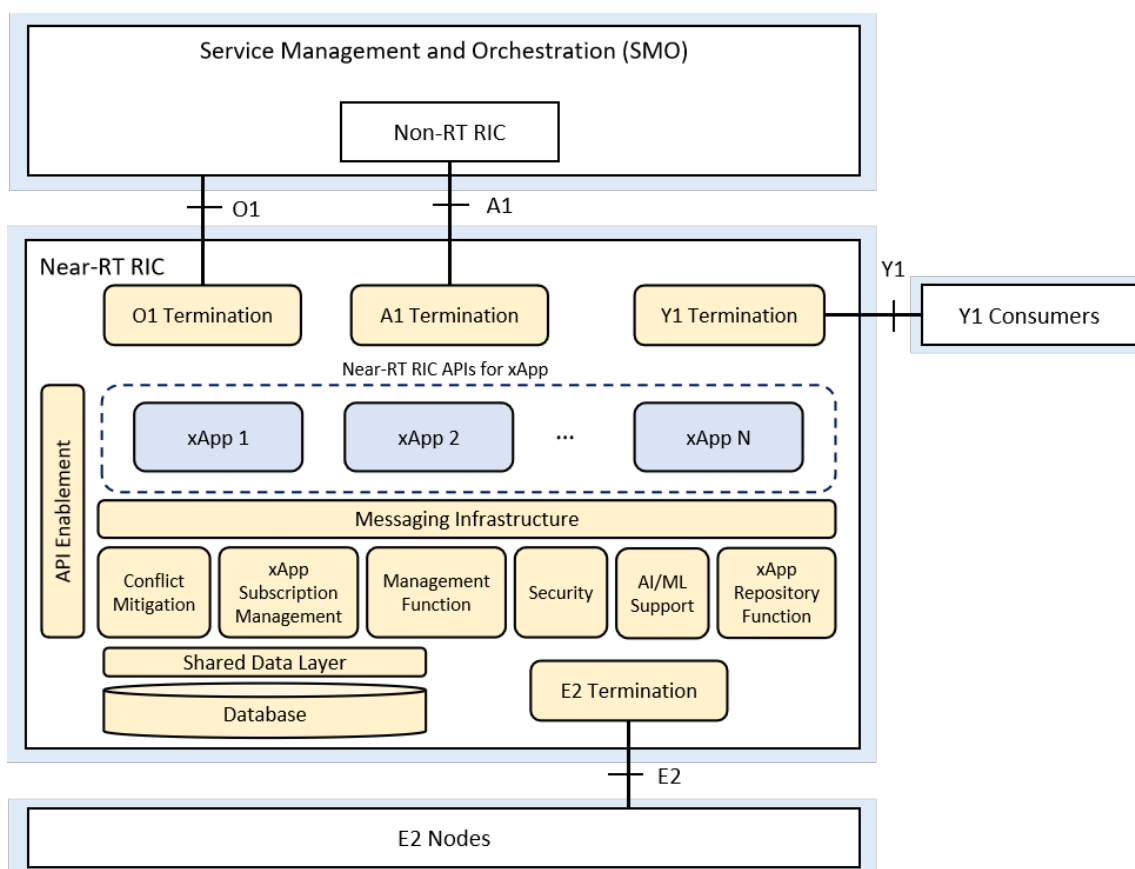 Service Management and Orchestration (SMO)
Non-RT RIC
O1
A1
Near-RT RIC
Y1
O1 Termination
A1 Termination
Y1 Termination
Y1 Consumers
Near-RT RIC APIs for xApp
API Enablement
xApp 1
xApp 2
...
xApp N
Messaging Infrastructure
Conflict
Mitigation
xApp
Subscription
Management
Management
Function
Security
AI/ML
Support
xApp
Repository
Function
Shared Data Layer
Database
E2 Termination
E2
E2 Nodes